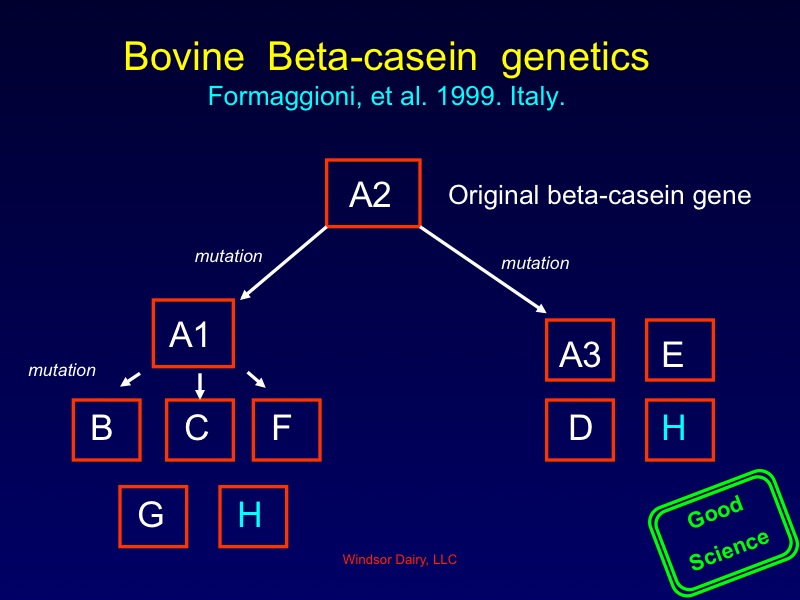 Bovine Beta-casein genetics
Formaggioni, et al. 1999. Italy.
A2
Original beta-casein gene
mutation
mutation
A1
A3
E
mutation
B
C
F
D
H
G
H
Good
Science
Windsor Dairy, LLC